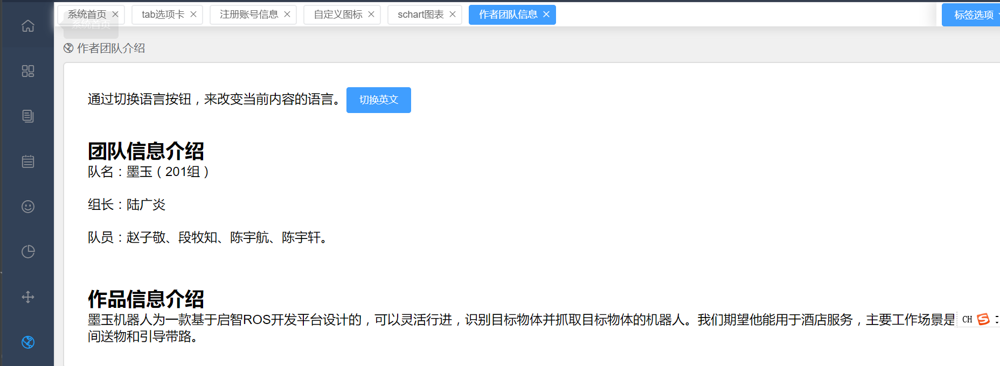 系统首页 tab选项卡 注册账号信息 自定义图标 schart图表 作者团队信息 标签选项
系统首页
作者团队介绍
通过切换语言按钮，来改变当前内容的语言。 切换英文
团队信息介绍
队名：墨玉（201组）
组长：陆广炎
队员：赵子敬、段牧知、陈宇航、陈宇轩。
作品信息介绍
墨玉机器人为一款基于启智ROS开发平台设计的，可以灵活行进，识别目标物体并抓取目标物体的机器人。我们期望他能用于酒店服务，主要工作场景是
CH
间送物和引导带路。